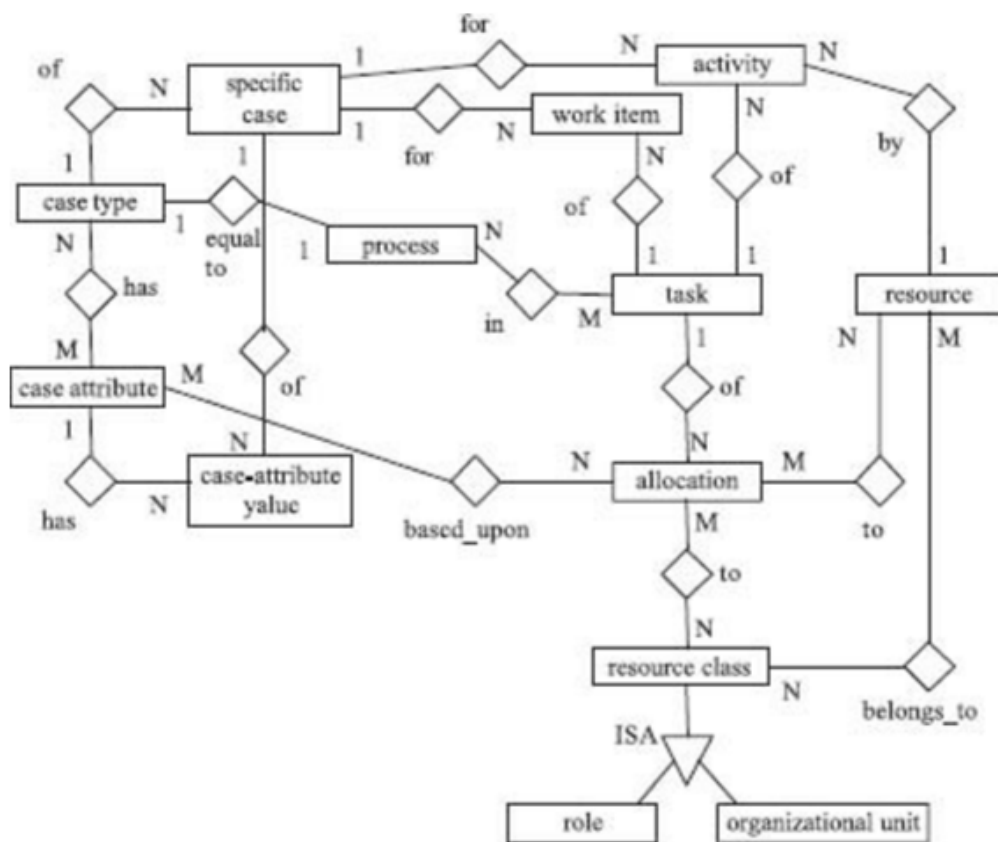 for
of
N
specific
case
1
N
activity
N
1
for
N
work item
N
N
by
1
1
of
of
case type
1
equal
to
1
process
N
1
1
1
N
has
in
M
task
resource
M
1
N
M
case attribute
M
of
of
1
N
N
has
N
case-attribute
yalue
based_upon
N
allocation
M
to
M
to
N
resource class
N
belongs_to
ISA
role
organizational unit